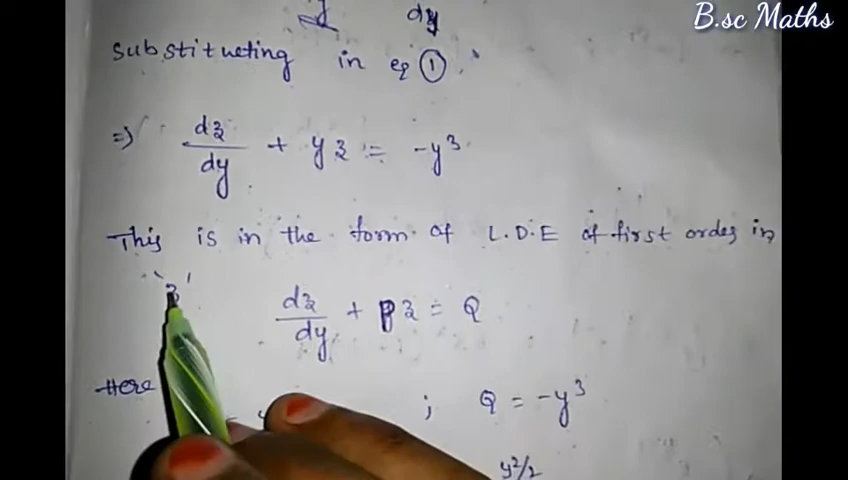 B.sc Maths
dy
substitueting in eq ①
⇒ dz/dy + yz = -y³
This is in the form of L.D.E of first order in
'z'
dz/dy + Pz = Q
Here ; Q = -y³
y²/2